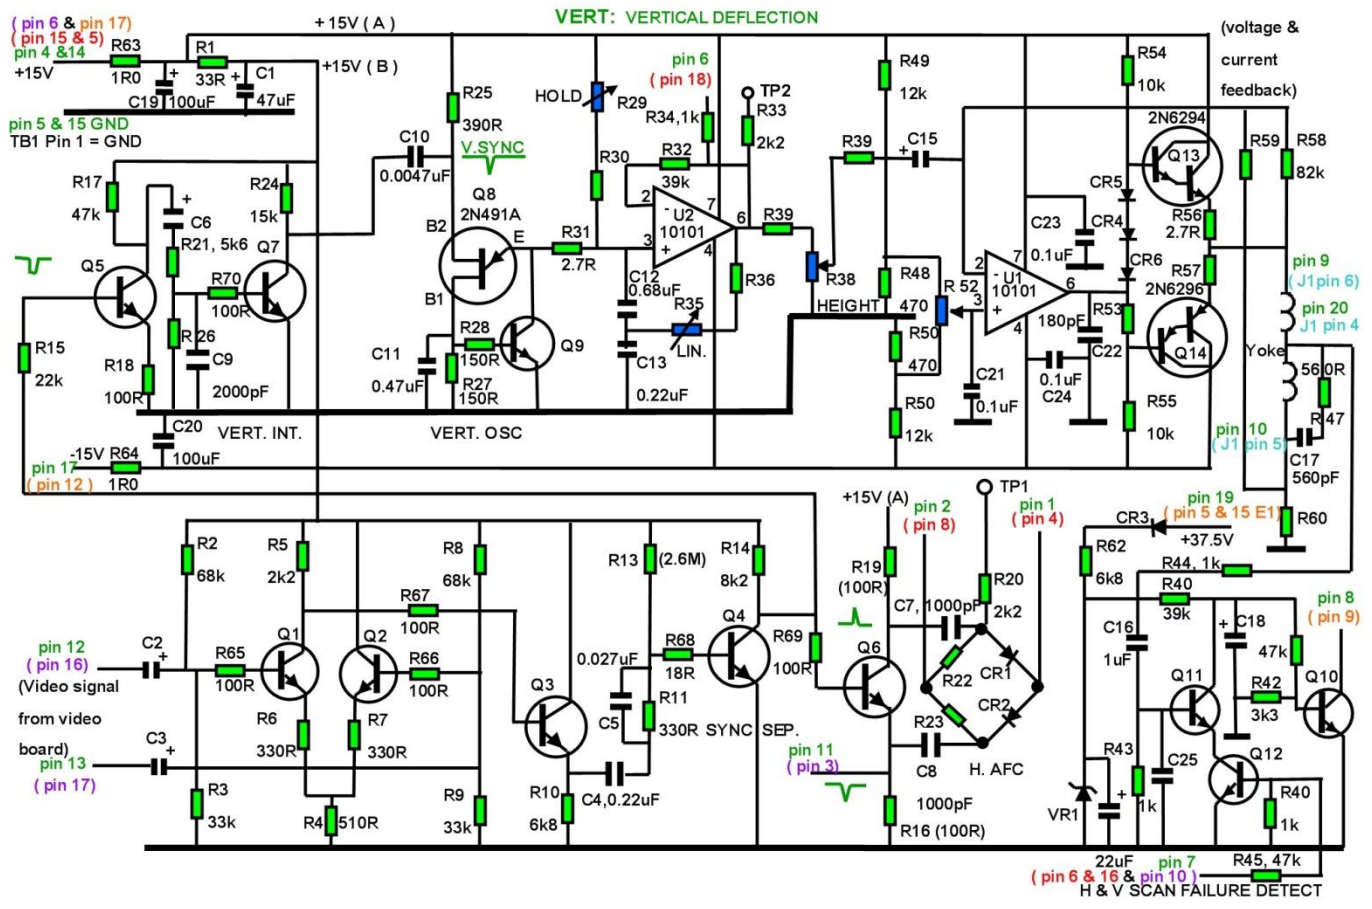 VERT: VERTICAL DEFLECTION
( pin 6 & pin 17)
( pin 15 & 5)
pin 4 &14
+15V
R63
1R0
R1
33R
C19
100uF
C1
47uF
+15V ( A )
+15V ( B )
pin 5 & 15 GND
TB1 Pin 1 = GND
R17
47k
C6
R24
15k
R21, 5k6
Q7
Q5
R70
100R
R 26
C9
2000pF
R18
100R
R15
22k
C20
100uF
VERT. INT.
-15V
R64
1R0
pin 17
( pin 12 )
R25
390R
C10
0.0047uF
V.SYNC
Q8
2N491A
B2
E
B1
R28
150R
R27
150R
C11
0.47uF
Q9
VERT. OSC
HOLD
R29
R30
R31
2.7R
C12
0.68uF
R35
LIN.
C13
0.22uF
pin 6
( pin 18)
TP2
R34,1k
R33
2k2
R32
39k
2
-
7
U2
10101
6
3
+
4
R36
R39
R38
HEIGHT
R39
C15
R49
12k
R48
470
R 52
R50
470
R50
12k
C21
0.1uF
2
-
7
U1
10101
6
3
+
4
C23
0.1uF
180pF
C22
0.1uF
C24
R53
R54
10k
CR5
CR4
CR6
R55
10k
2N6294
Q13
R56
2.7R
R57
2N6296
Q14
(voltage &
current
feedback)
R59
R58
82k
pin 9
( J1pin 6)
pin 20
J1 pin 4
Yoke
560R
R47
pin 10
( J1 pin 5)
C17
560pF
R60
R2
68k
R5
2k2
R8
68k
R67
100R
Q1
Q2
R65
100R
R66
100R
R6
330R
R7
330R
R3
33k
R4
510R
R9
33k
pin 12
( pin 16)
C2
(Video signal
from video
board)
C3
pin 13
( pin 17)
R13
(2.6M)
R14
8k2
Q4
R68
18R
0.027uF
C5
R11
330R
SYNC SEP.
Q3
R10
6k8
C4,0.22uF
R69
100R
+15V (A)
R19
(100R)
C7, 1000pF
Q6
pin 11
( pin 3)
R16 (100R)
pin 2
( pin 8)
TP1
pin 1
( pin 4)
R20
2k2
CR1
R22
CR2
R23
C8
1000pF
H. AFC
pin 19
( pin 5 & 15 E1)
CR3
+37.5V
R62
6k8
R44, 1k
R40
39k
C16
1uF
C18
47k
pin 8
( pin 9)
Q11
R42
3k3
Q10
R43
1k
C25
Q12
R40
1k
VR1
22uF
pin 7
R45, 47k
( pin 6 & 16 & pin 10 )
H & V SCAN FAILURE DETECT